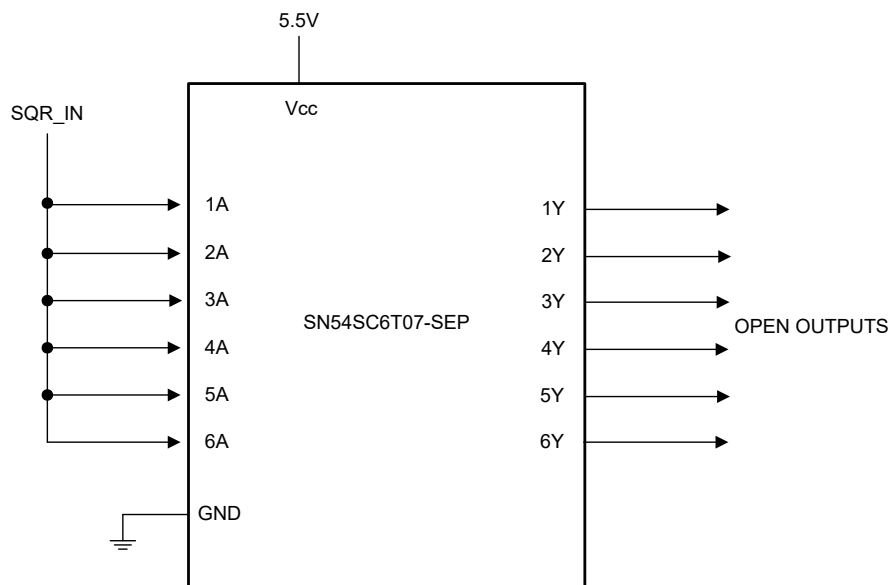 5.5V
Vcc
SQR_IN
1A
2A
3A
4A
5A
6A
GND
SN54SC6T07-SEP
1Y
2Y
3Y
4Y
5Y
6Y
OPEN OUTPUTS